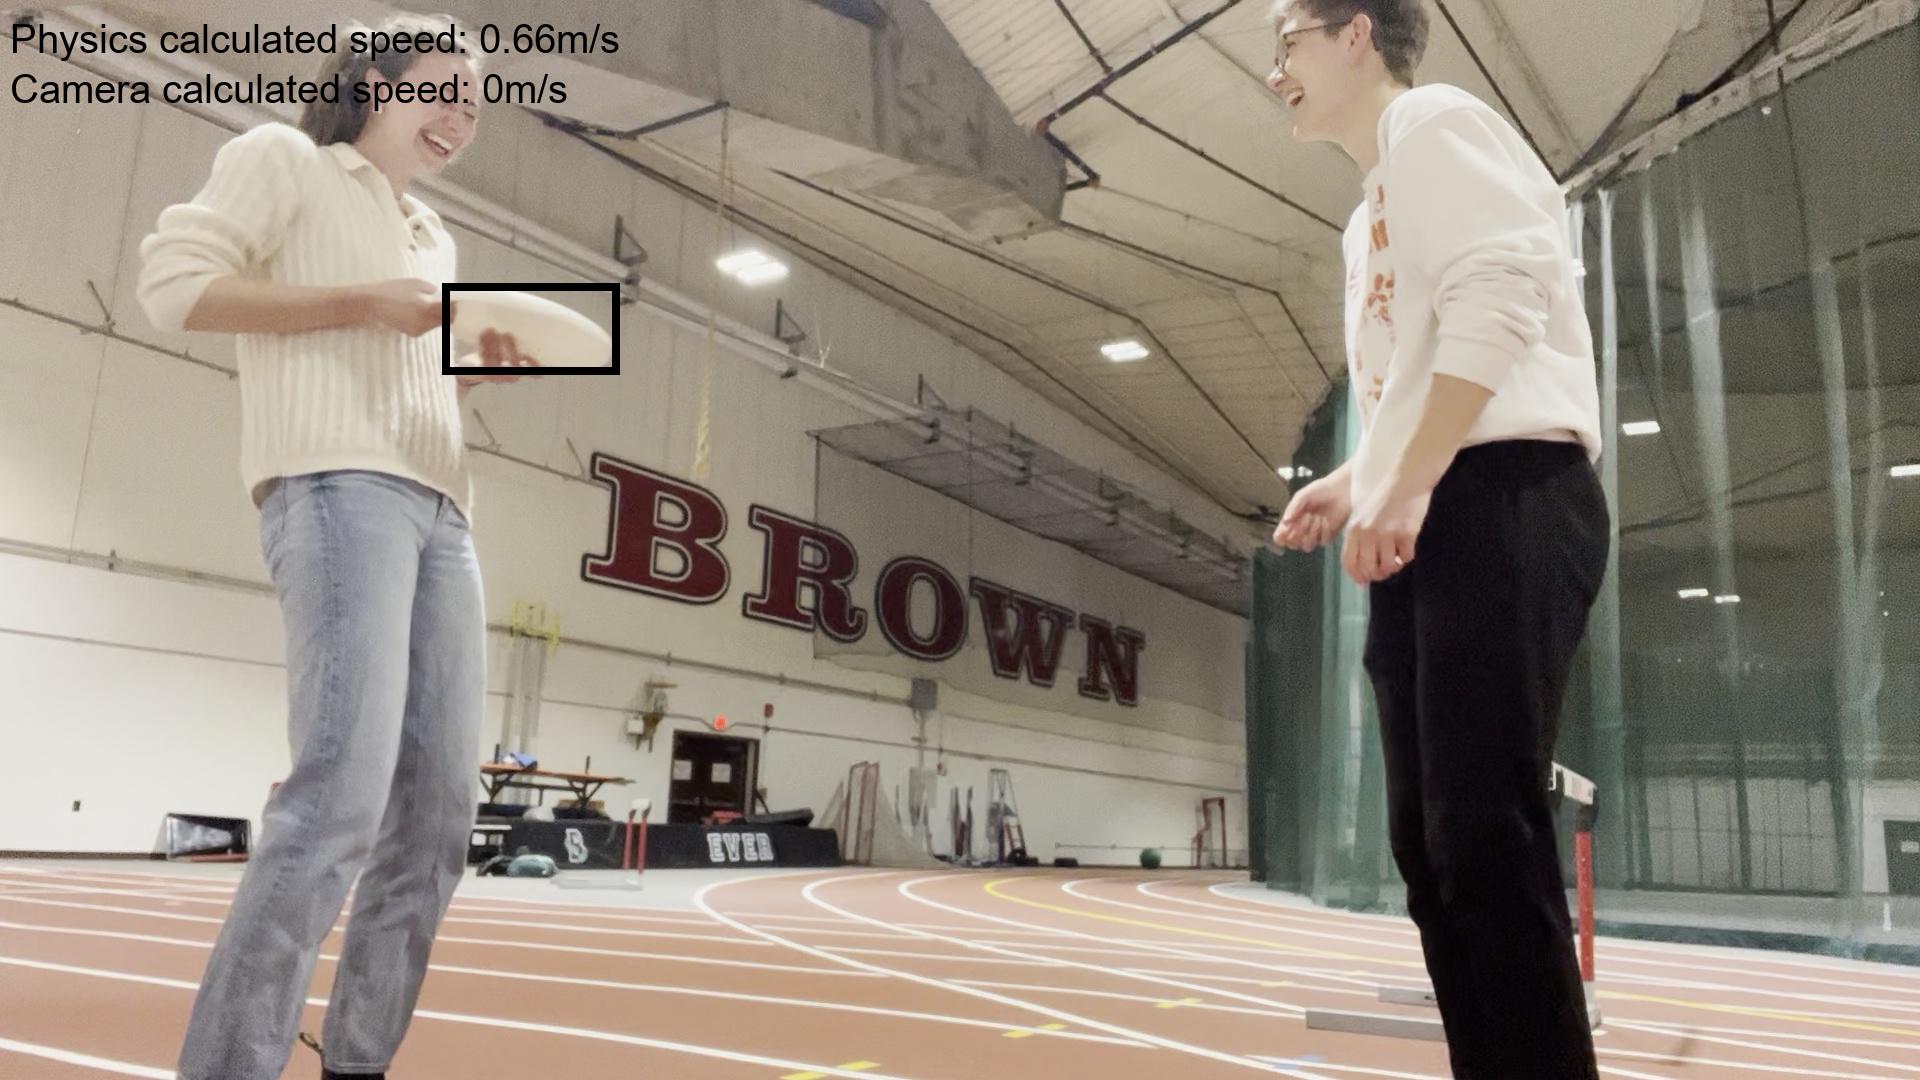 Physics calculated speed: 0.66m/s
Camera calculated speed: 0m/s
BROWN
B
EVER